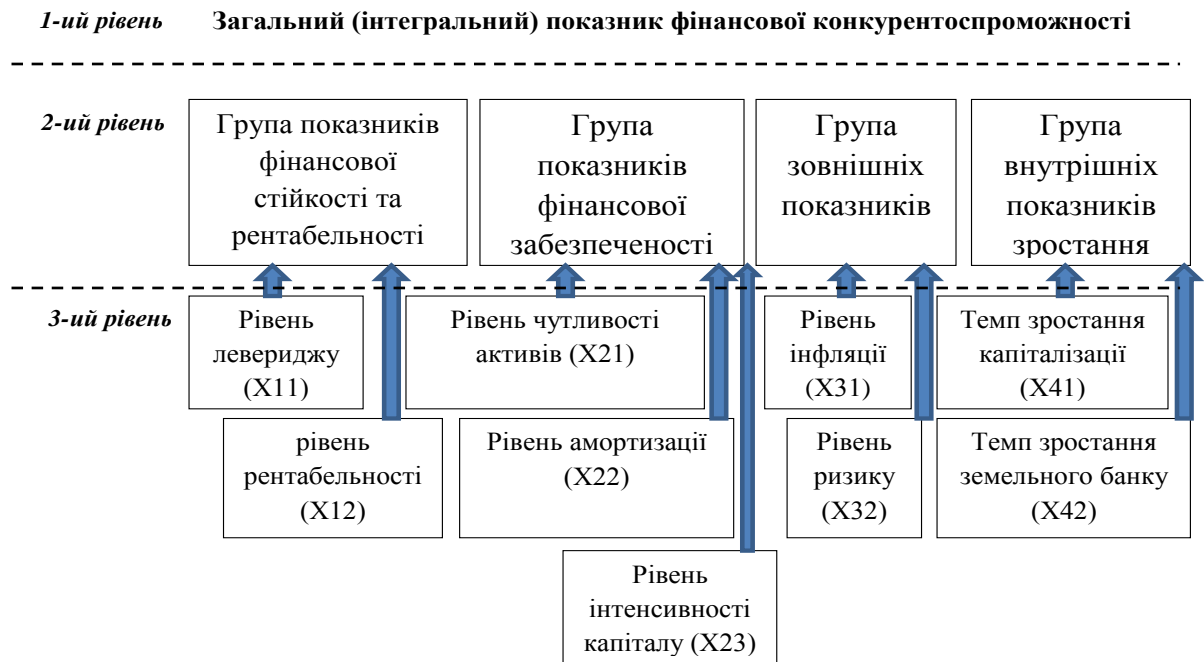 1-ий рівень Загальний (інтегральний) показник фінансової конкурентоспроможності
2-ий рівень
Група показників
фінансової
стійкості та
рентабельності
Група
показників
фінансової
забезпеченості
Група
зовнішніх
показників
Група
внутрішніх
показників
зростання
3-ий рівень
Рівень
левериджу
(X11)
Рівень чутливості
активів (X21)
Рівень
інфляції
(X31)
Темп зростання
капіталізації
(X41)
рівень
рентабельності
(X12)
Рівень амортизації
(X22)
Рівень
ризику
(X32)
Темп зростання
земельного банку
(X42)
Рівень
інтенсивності
капіталу (X23)